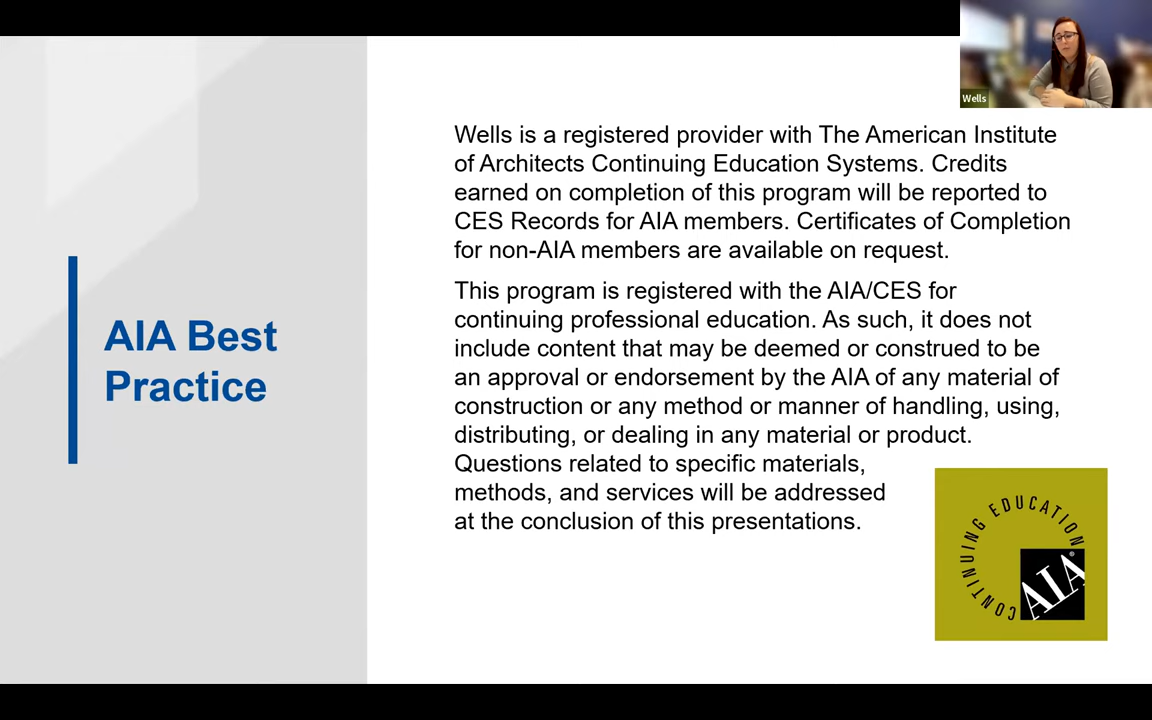 Wells
Wells is a registered provider with The American Institute
of Architects Continuing Education Systems. Credits
earned on completion of this program will be reported to
CES Records for AIA members. Certificates of Completion
for non-AIA members are available on request.
This program is registered with the AIA/CES for
continuing professional education. As such, it does not
include content that may be deemed or construed to be
an approval or endorsement by the AIA of any material of
construction or any method or manner of handling, using,
distributing, or dealing in any material or product.
Questions related to specific materials,
methods, and services will be addressed
at the conclusion of this presentations.
AIA Best
Practice
CONTINUING EDUCATION
AIA®